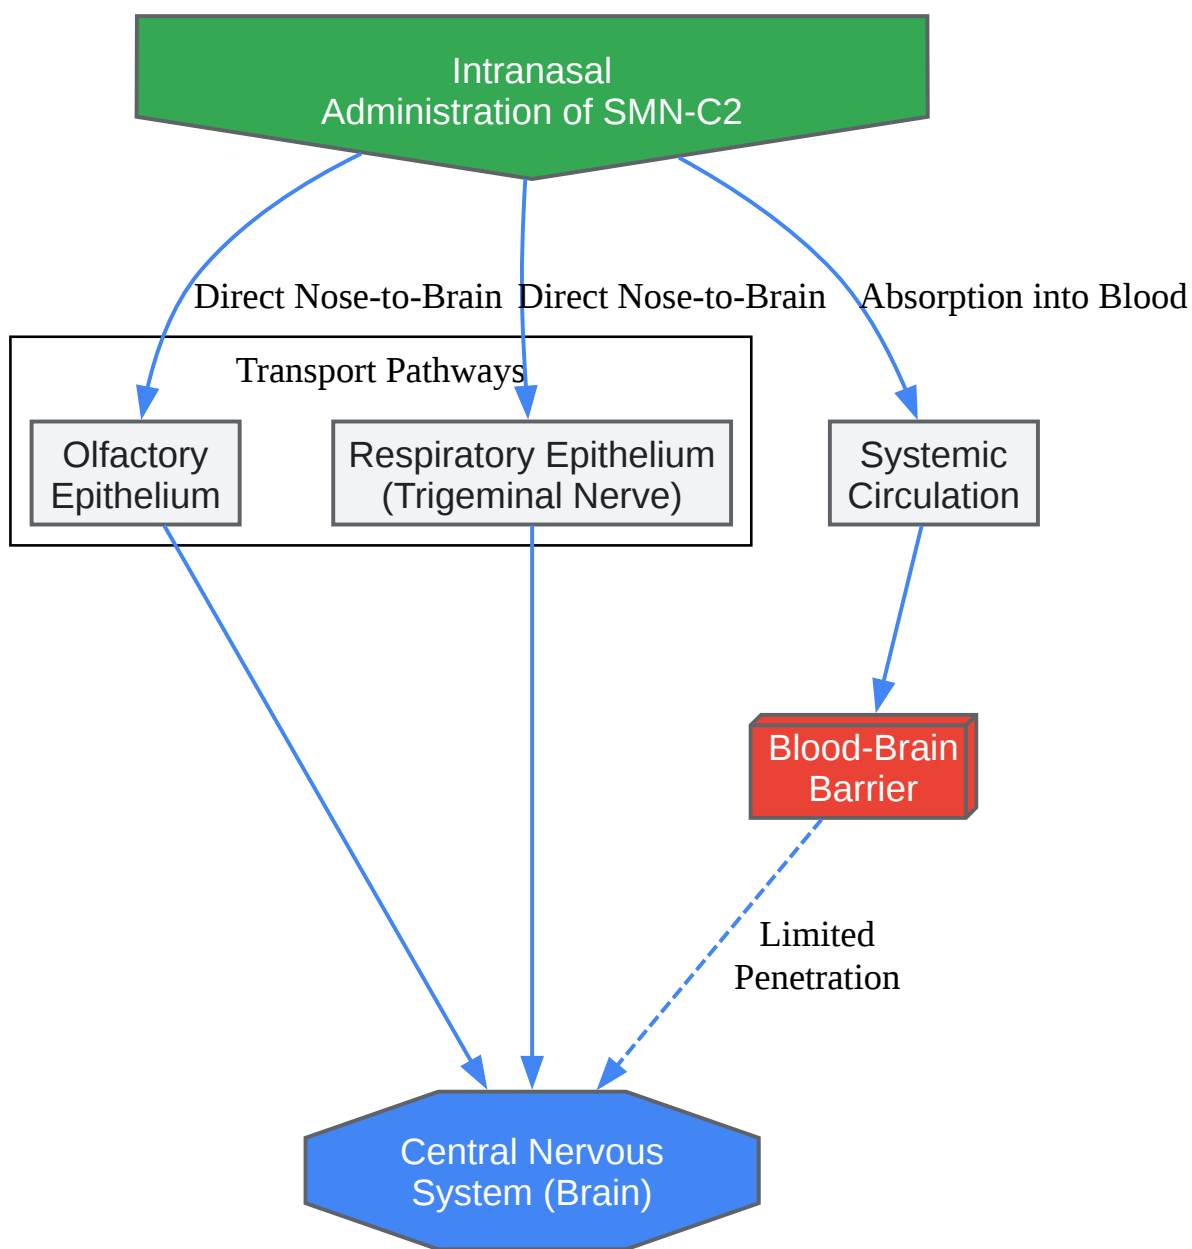 Intranasal
Administration of SMN-C2
Direct Nose-to-Brain
Direct Nose-to-Brain
Absorption into Blood
Transport Pathways
Olfactory
Epithelium
Respiratory Epithelium
(Trigeminal Nerve)
Systemic
Circulation
Blood-Brain
Barrier
Limited
Penetration
Central Nervous
System (Brain)